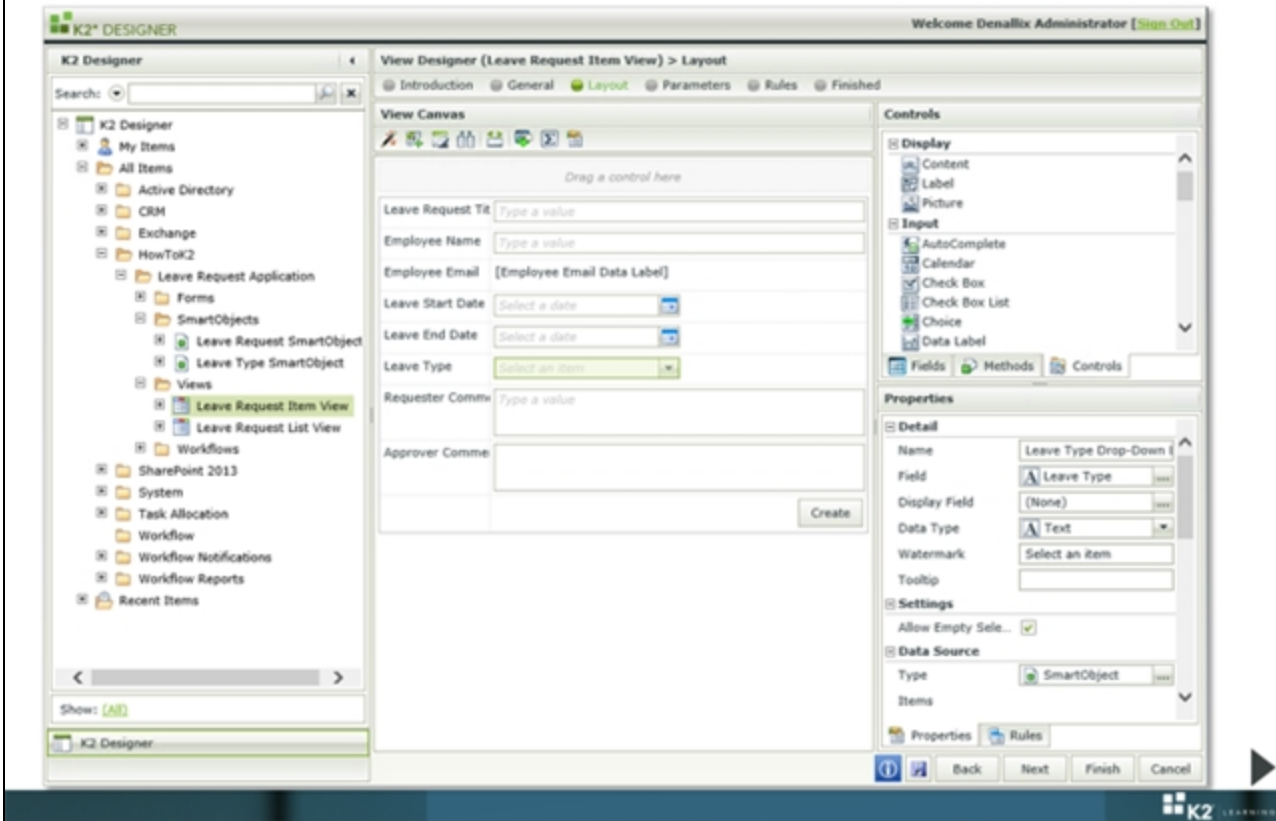 K2* DESIGNER
Welcome Denallix Administrator [Sign Out]
K2 Designer
Search:
K2 Designer
My Items
All Items
Active Directory
CRM
Exchange
HowToK2
Leave Request Application
Forms
SmartObjects
Leave Request SmartObject
Leave Type SmartObject
Views
Leave Request Item View
Leave Request List View
Workflows
SharePoint 2013
System
Task Allocation
Workflow
Workflow Notifications
Workflow Reports
Recent Items
Show: (All)
K2 Designer
View Designer (Leave Request Item View) > Layout
Introduction General Layout Parameters Rules Finished
View Canvas
Drag a control here
Leave Request Tit Type a value
Employee Name Type a value
Employee Email [Employee Email Data Label]
Leave Start Date Select a date
Leave End Date Select a date
Leave Type Select an item
Requester Comme Type a value
Approver Comme
Create
Controls
Display
Content
Label
Picture
Input
AutoComplete
Calendar
Check Box
Check Box List
Choice
Data Label
Fields Methods Controls
Properties
Detail
Name Leave Type Drop-Down
Field A Leave Type ...
Display Field (None) ...
Data Type A Text
Watermark Select an item
Tooltip
Settings
Allow Empty Sele...
Data Source
Type SmartObject ...
Items
Properties Rules
Back Next Finish Cancel
K2 LEARNING